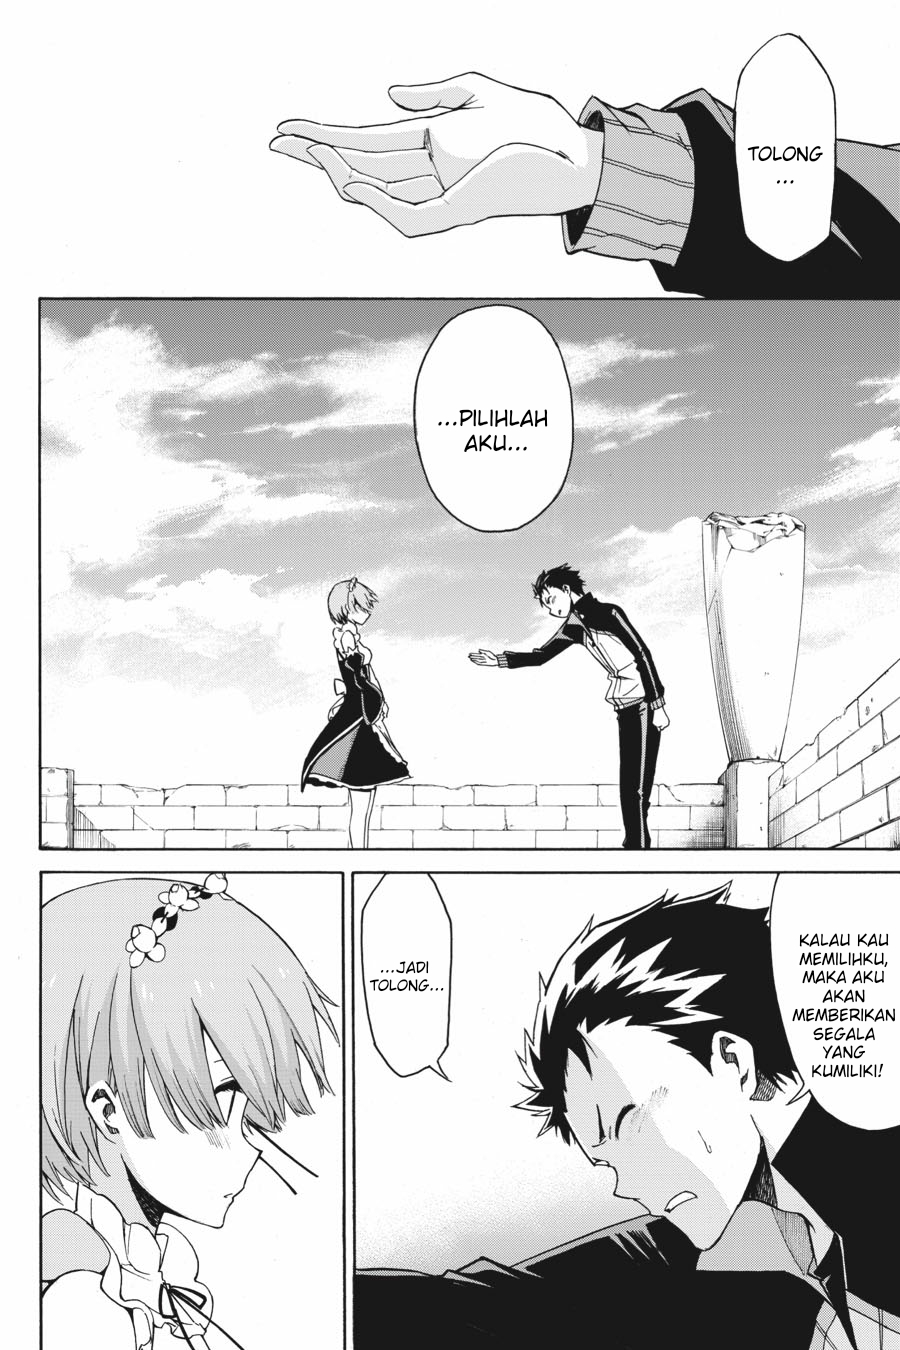 TOLONG
...
...PILIHLAH
AKU...
KALAU KAU
MEMILIHKU,
MAKA AKU
AKAN
MEMBERIKAN
SEGALA
YANG
KUMILIKI!
...JADI
TOLONG...